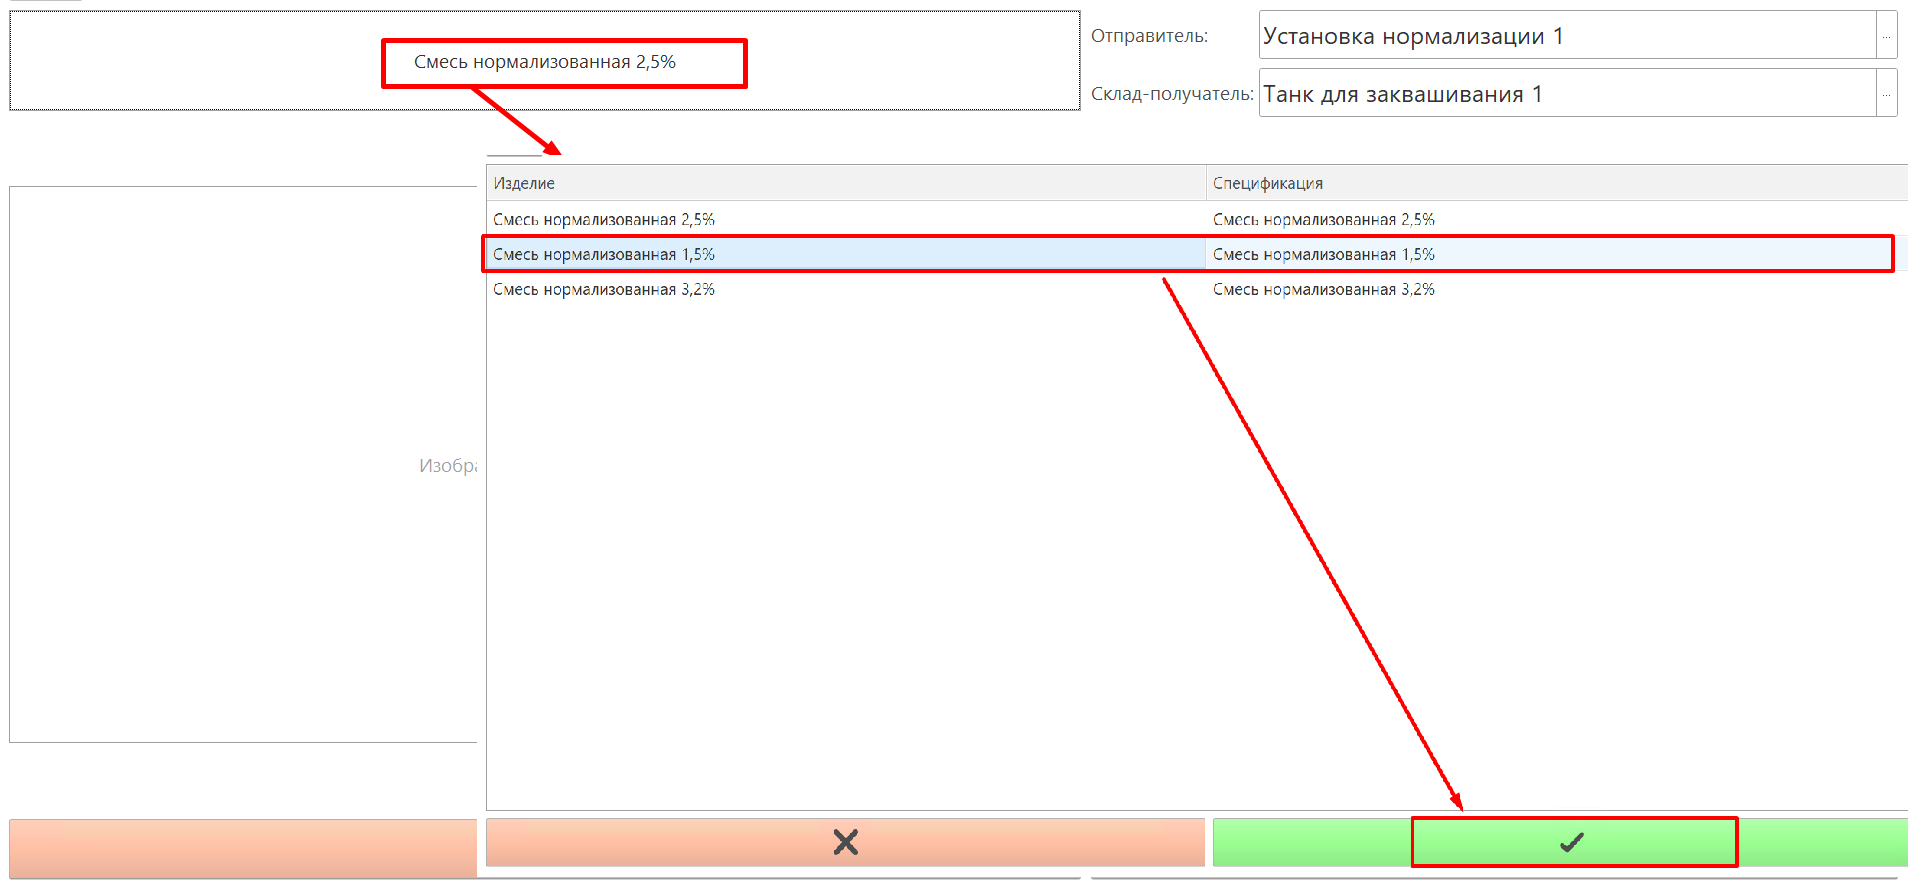 Смесь нормализованная 2,5%
Отправитель: Установка нормализации 1 ...
Склад-получатель: Танк для заквашивания 1 ...
Изделие Спецификация
Смесь нормализованная 2,5% Смесь нормализованная 2,5%
Смесь нормализованная 1,5% Смесь нормализованная 1,5%
Смесь нормализованная 3,2% Смесь нормализованная 3,2%
Изобра